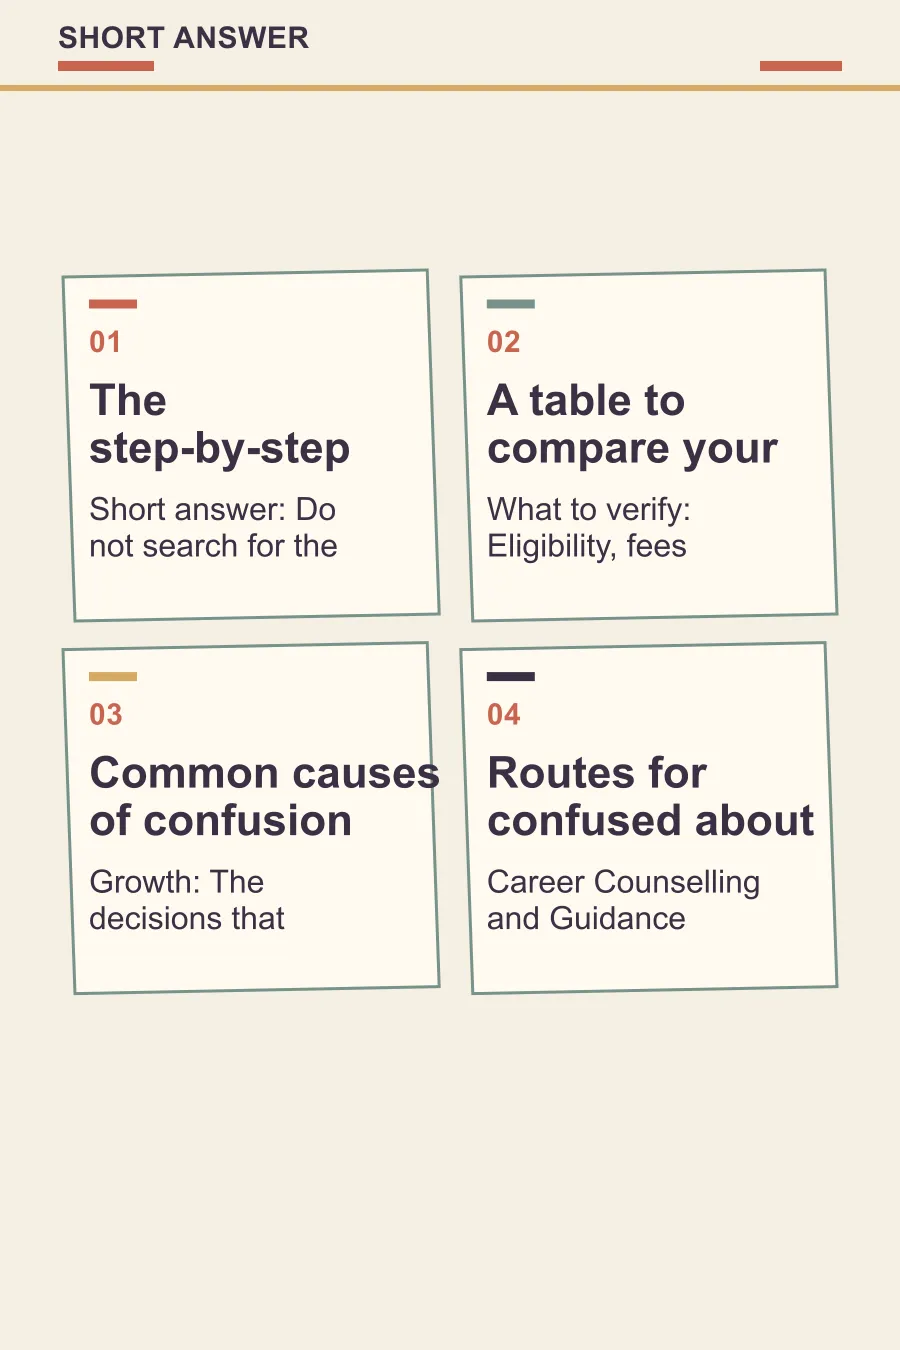 SHORT ANSWER
01
The
step-by-step
Short answer: Do
not search for the
02
A table to
compare your
What to verify:
Eligibility, fees
03
Common causes
of confusion
Growth: The
decisions that
04
Routes for
confused about
Career Counselling
and Guidance